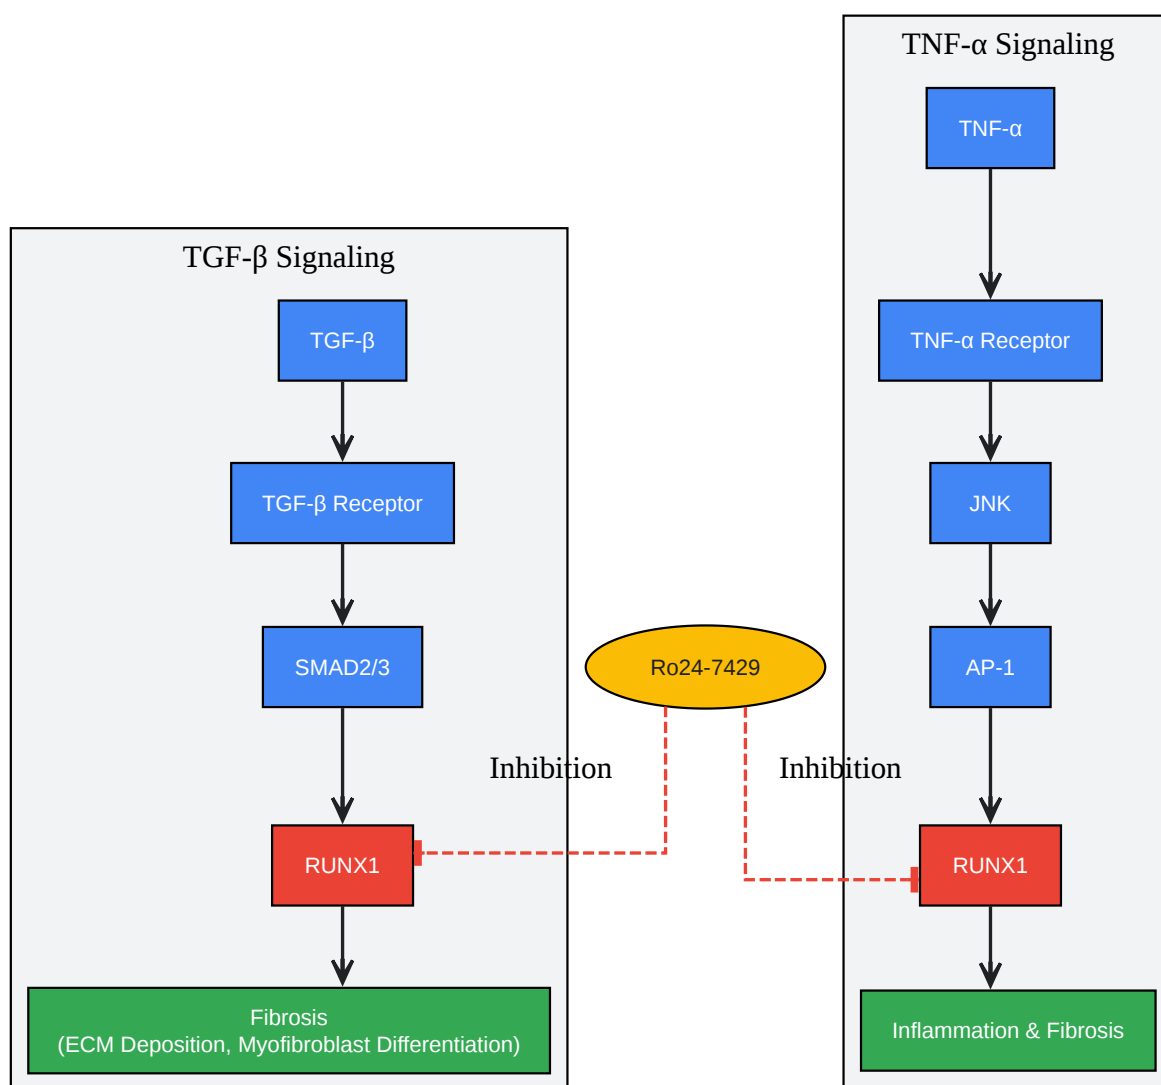 TGF-β Signaling
TGF-β
TGF-β Receptor
SMAD2/3
RUNX1
Fibrosis
(ECM Deposition, Myofibroblast Differentiation)
Ro24-7429
Inhibition
Inhibition
TNF-α Signaling
TNF-α
TNF-α Receptor
JNK
AP-1
RUNX1
Inflammation & Fibrosis